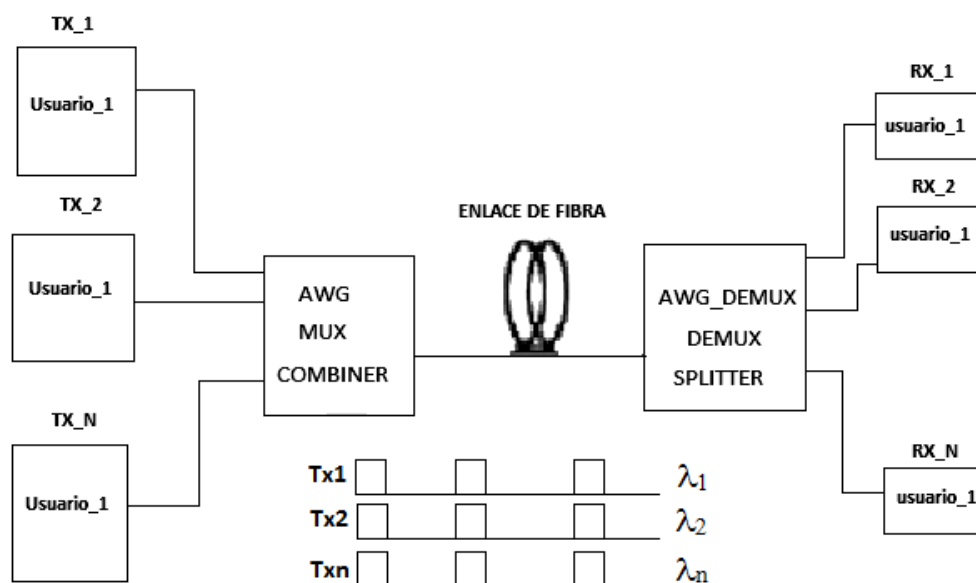 TX_1
Usuario_1
TX_2
Usuario_1
TX_N
Usuario_1
AWG
MUX
COMBINER
ENLACE DE FIBRA
AWG_DEMUX
DEMUX
SPLITTER
RX_1
usuario_1
RX_2
usuario_1
RX_N
usuario_1
Tx1 λ1
Tx2 λ2
Txn λn